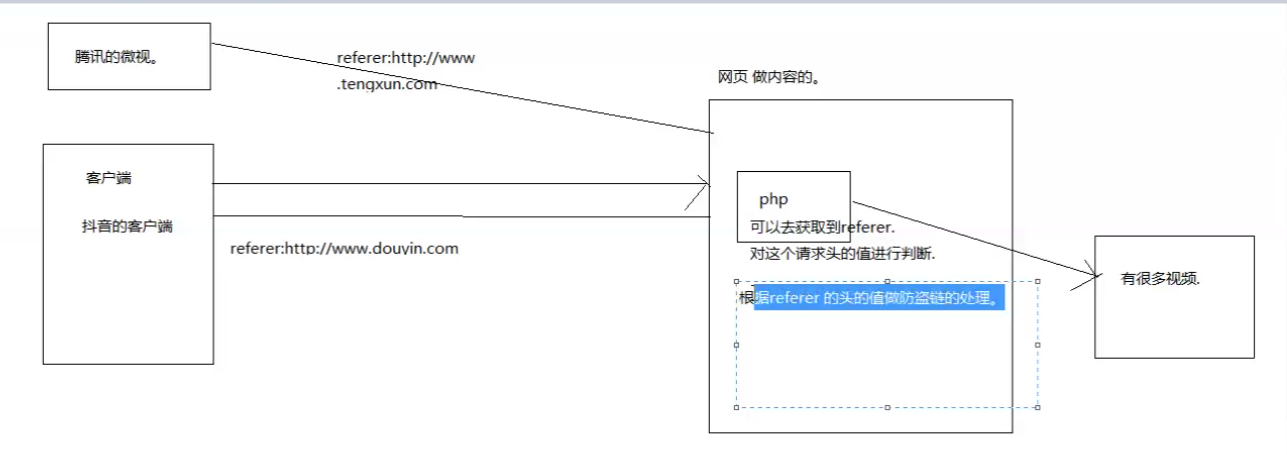 腾讯的微视。
referer:http://www
.tengxun.com
网页 做内容的。
客户端
抖音的客户端
referer:http://www.douyin.com
php
可以去获取到referer.
对这个请求头的值进行判断.
根据referer 的头的值做防盗链的处理。
有很多视频.